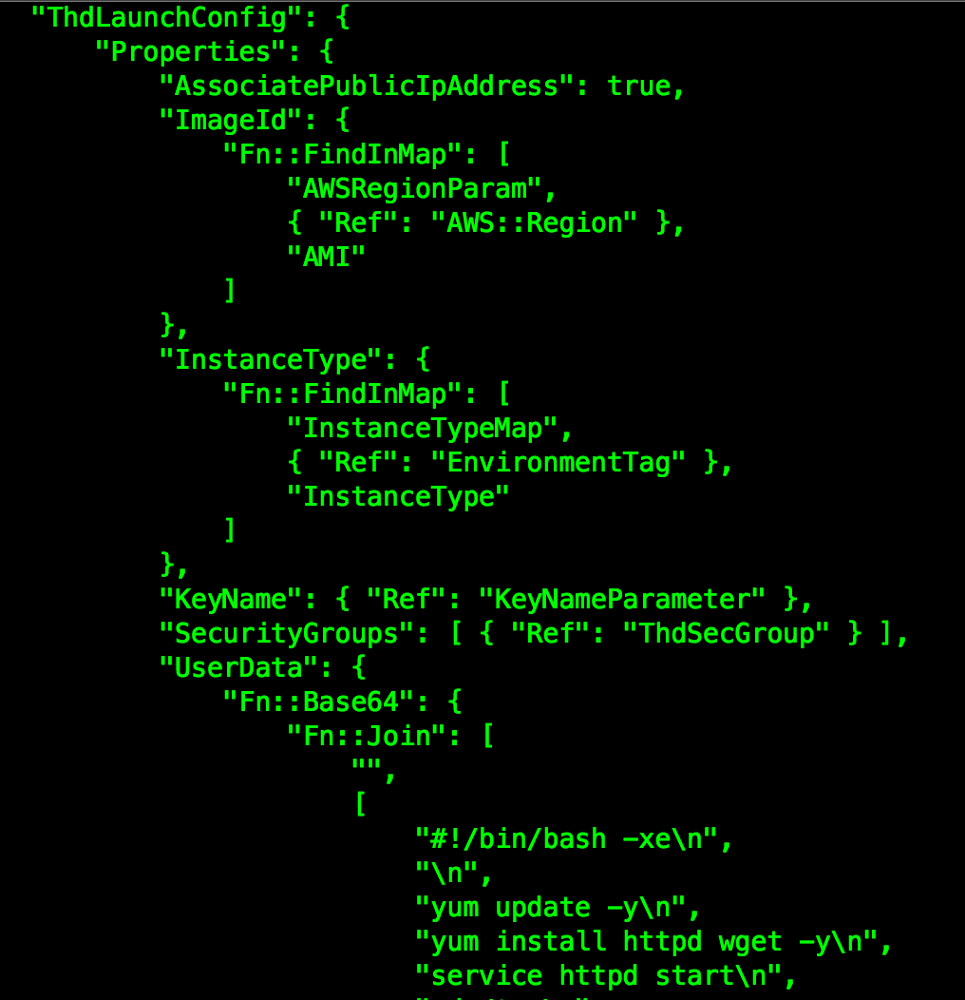 "ThdLaunchConfig": {
"Properties": {
"AssociatePublicIpAddress": true,
"ImageId": {
"Fn::FindInMap": [
"AWSRegionParam",
{ "Ref": "AWS::Region" },
"AMI"
]
},
"InstanceType": {
"Fn::FindInMap": [
"InstanceTypeMap",
{ "Ref": "EnvironmentTag" },
"InstanceType"
]
},
"KeyName": { "Ref": "KeyNameParameter" },
"SecurityGroups": [ { "Ref": "ThdSecGroup" } ],
"UserData": {
"Fn::Base64": {
"Fn::Join": [
"",
[
"#!/bin/bash -xe\n",
"\n",
"yum update -y\n",
"yum install httpd wget -y\n",
"service httpd start\n",